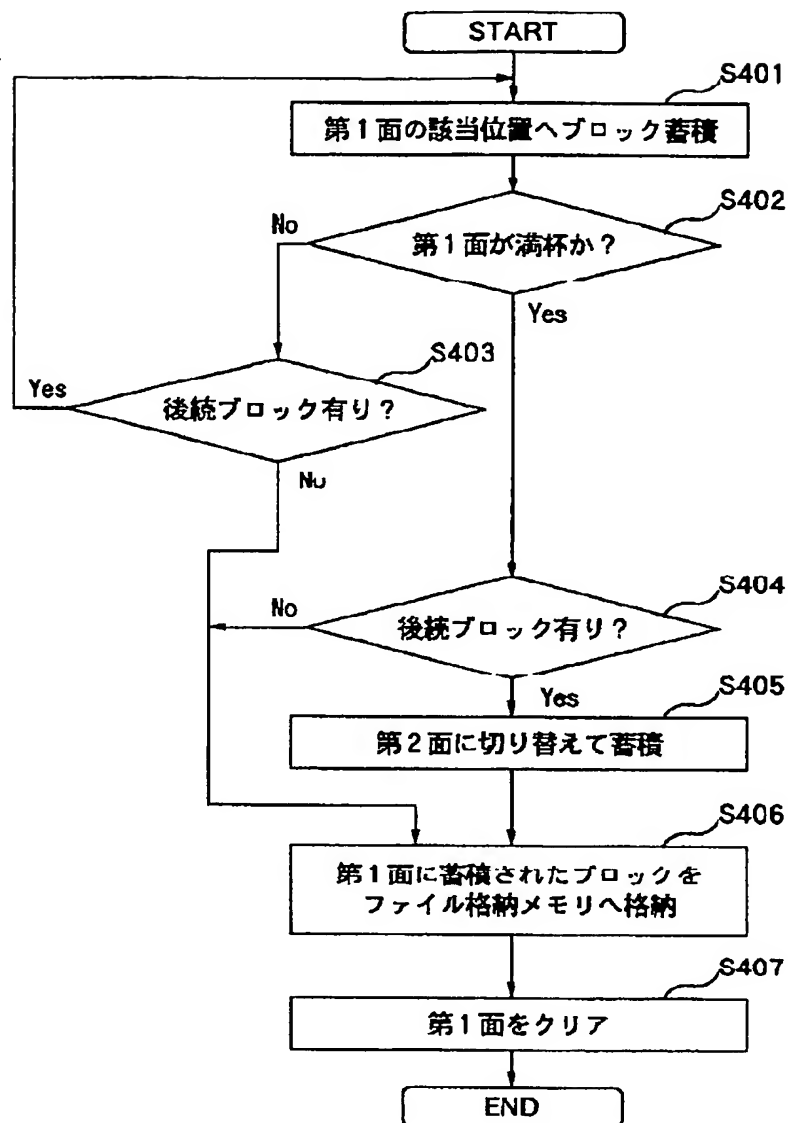 START
S401
第1面の該当位置へブロック蓄積
S402
第1面が満杯か？
No
Yes
S403
後続ブロック有り？
Yes
No
S404
後続ブロック有り？
No
Yes
S405
第2面に切り替えて蓄積
S406
第1面に蓄積されたブロックを
ファイル格納メモリへ格納
S407
第1面をクリア
END